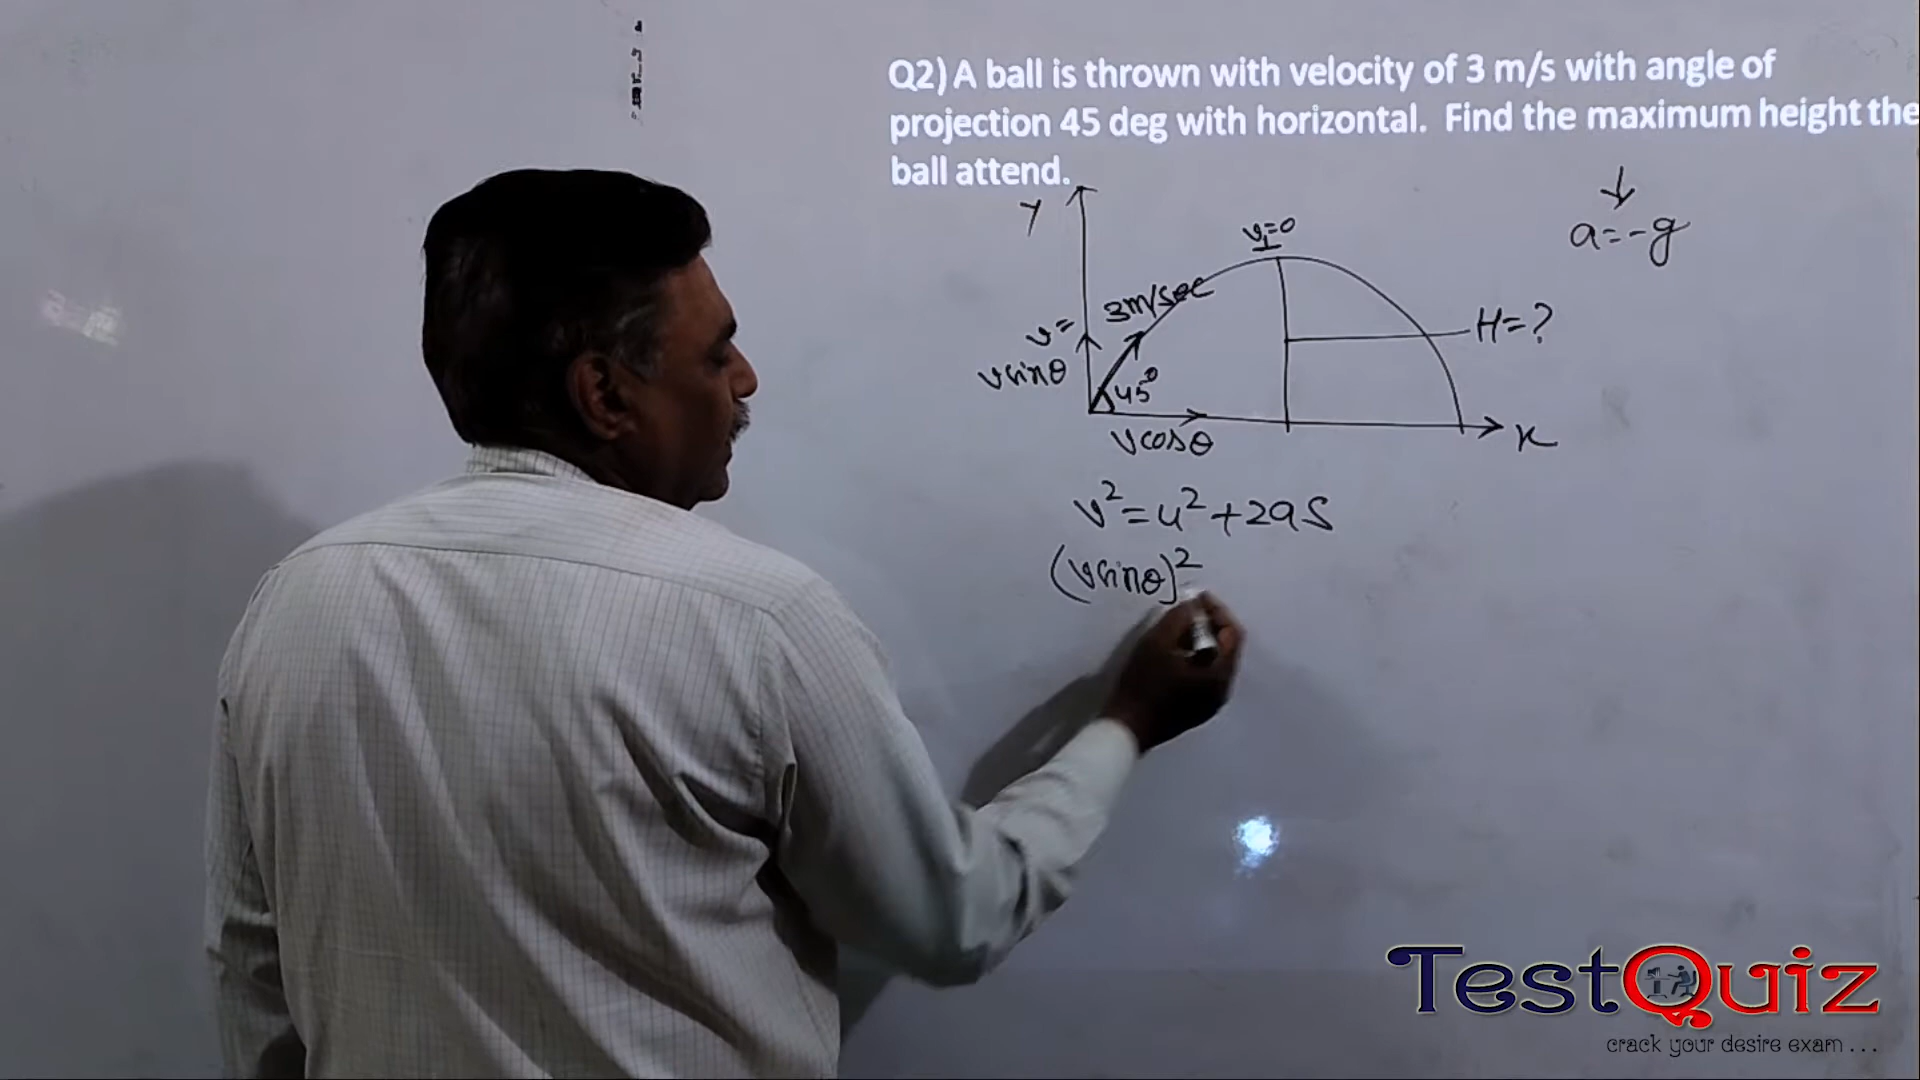 Q2) A ball is thrown with velocity of 3 m/s with angle of
projection 45 deg with horizontal. Find the maximum height the
ball attend.
a=-g
Y
v⊥=0
3m/sec
v=
vsinθ
45°
H=?
vcosθ
x
v²=u²+2as
(vsinθ)²
TestQuiz
crack your desire exam . . .